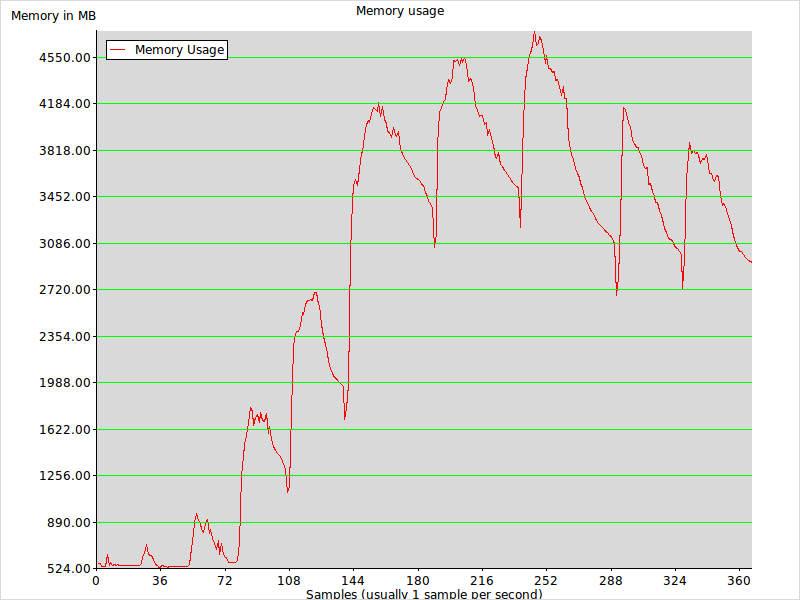 Memory usage
Memory in MB
Memory Usage
4550.00
4184.00
3818.00
3452.00
3086.00
2720.00
2354.00
1988.00
1622.00
1256.00
890.00
524.00
0 36 72 108 144 180 216 252 288 324 360
Samples (usually 1 sample per second)